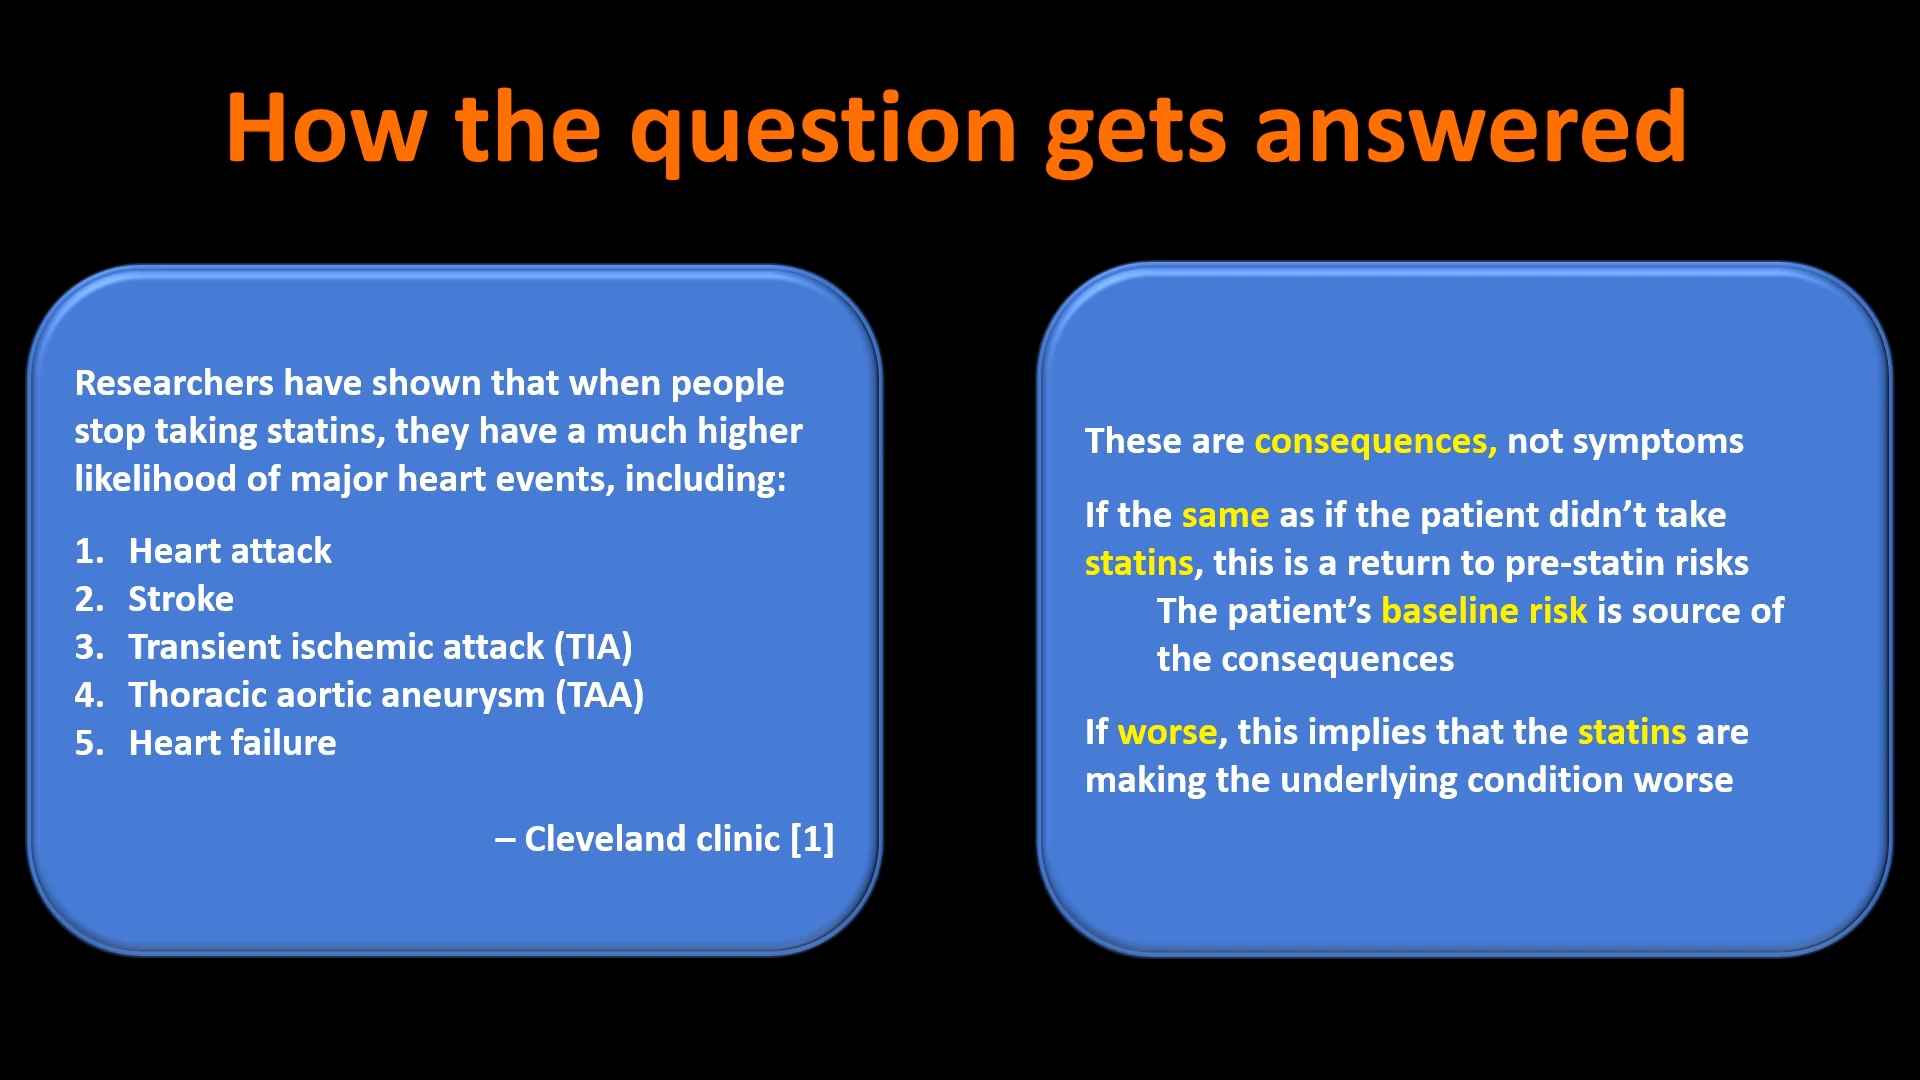 How the question gets answered
Researchers have shown that when people
stop taking statins, they have a much higher
likelihood of major heart events, including:
1. Heart attack
2. Stroke
3. Transient ischemic attack (TIA)
4. Thoracic aortic aneurysm (TAA)
5. Heart failure
– Cleveland clinic [1]
These are consequences, not symptoms
If the same as if the patient didn’t take
statins, this is a return to pre-statin risks
The patient’s baseline risk is source of
the consequences
If worse, this implies that the statins are
making the underlying condition worse